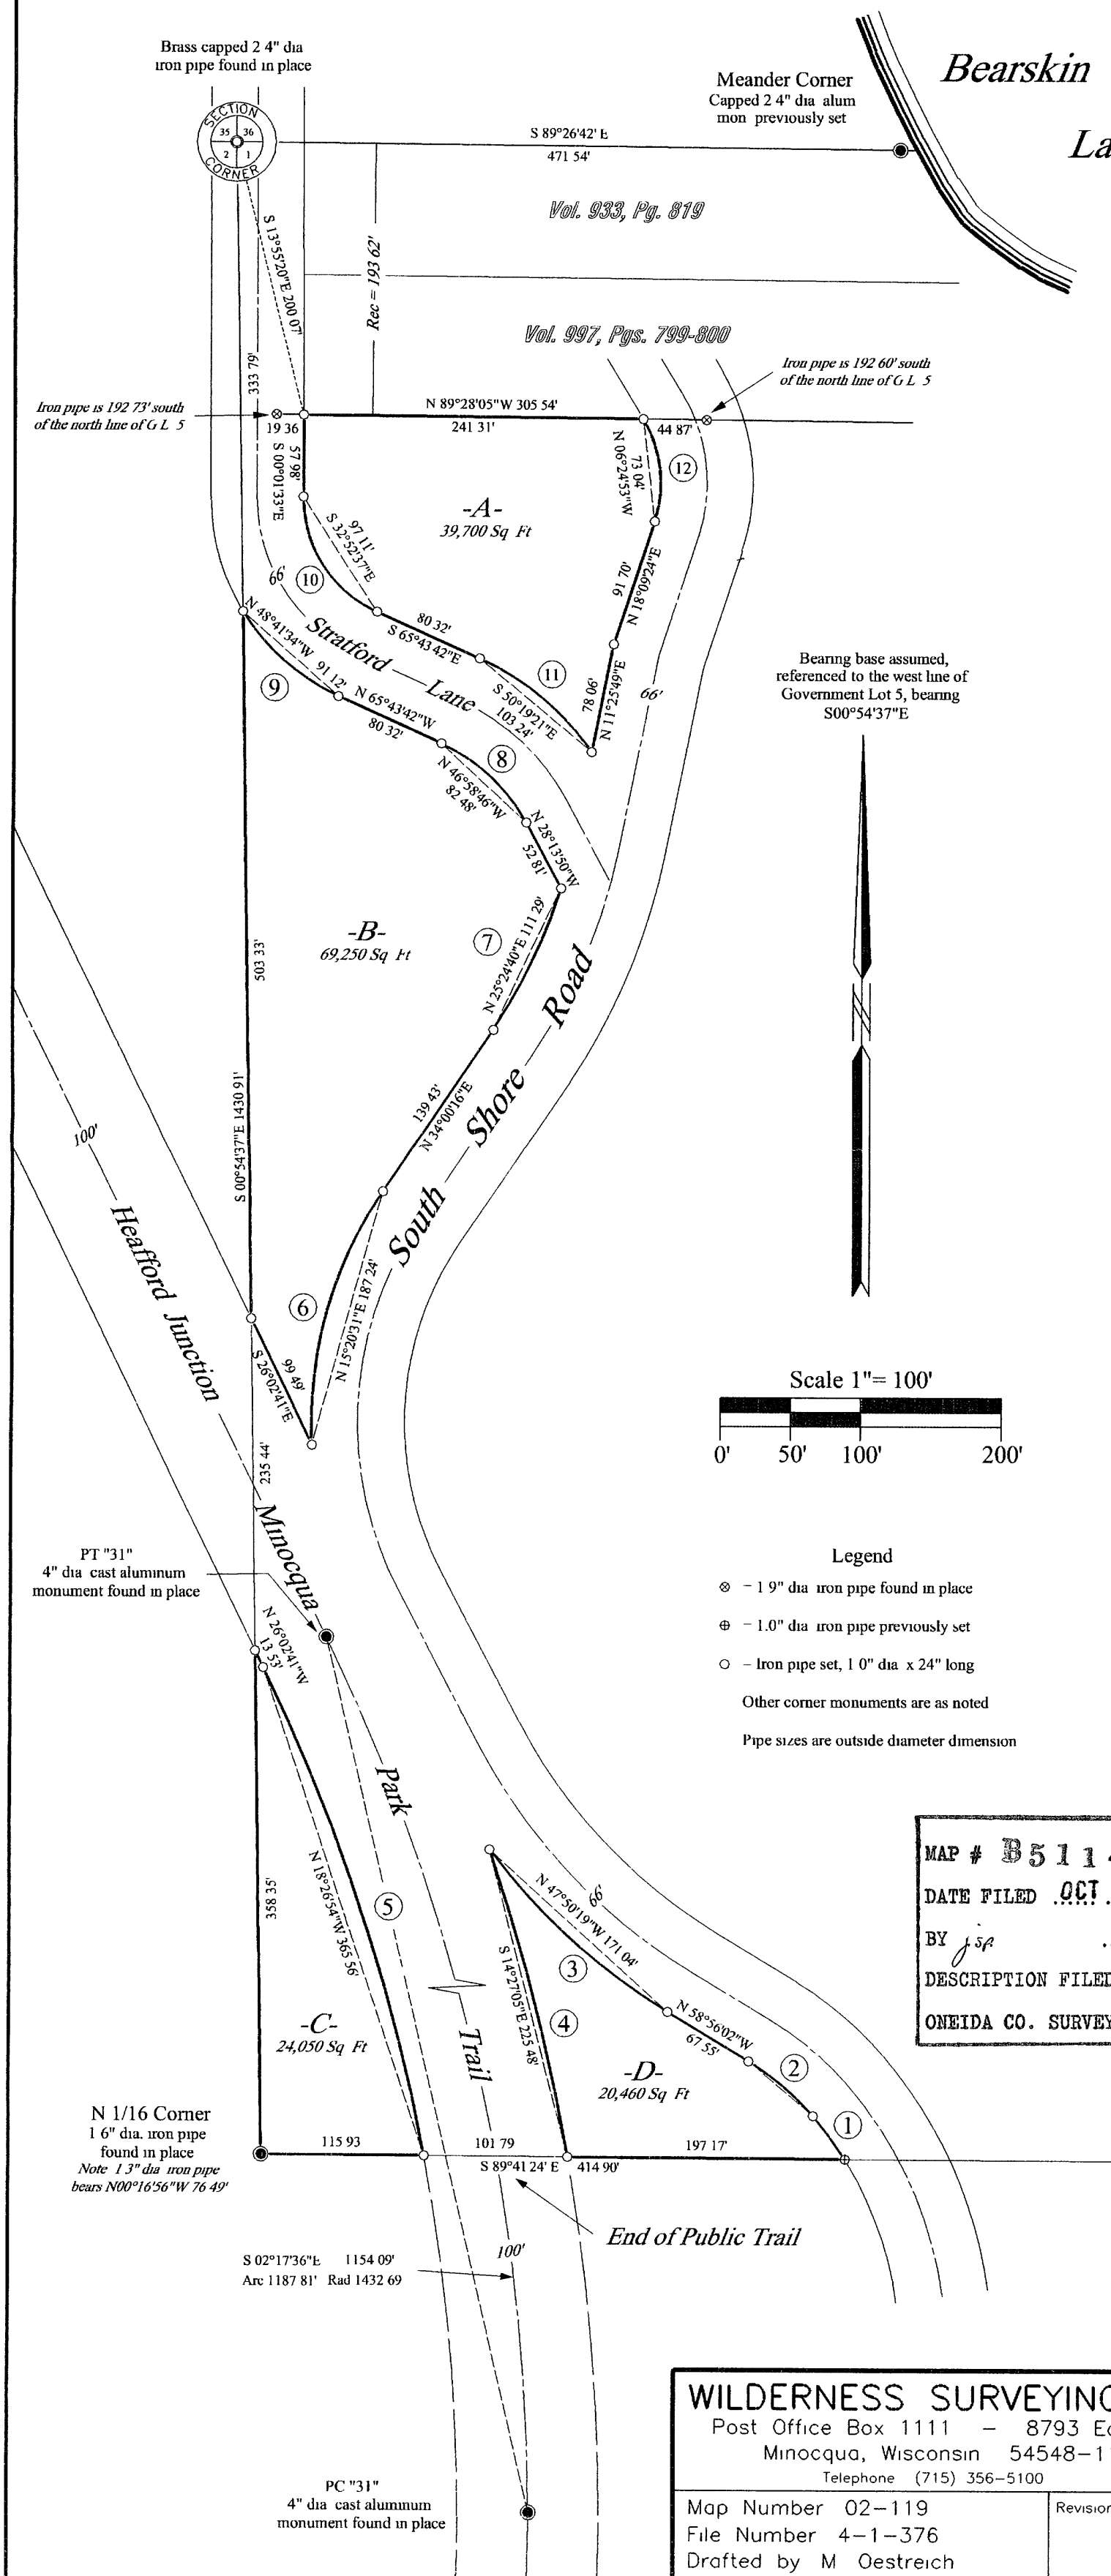 Brass capped 2 4" dia
iron pipe found in place
SECTION
35 36
2 1
CORNER
Meander Corner
Capped 2 4" dia alum
mon previously set
Bearskin
La
S 89°26'42" E
471 54'
Vol. 933, Pg. 819
S 13°55'20"E 200 07'
Rec = 193 62'
333 79'
Vol. 997, Pgs. 799-800
Iron pipe is 192 60' south
of the north line of G L 5
Iron pipe is 192 73' south
of the north line of G L 5
N 89°28'05"W 305 54'
19 36
241 31'
44 87'
57 98'
S 00°01'33"E
73 04'
N 06°24'53"W
12
-A-
39,700 Sq Ft
97 11'
S 32°52'37"E
10
66'
91 70'
N 18°09'24"E
80 32'
S 65°43'42"E
11
S 50°19'21"E
103 24'
78 06'
N 11°25'49"E
66'
Stratford Lane
N 48°41'34"W
91 12'
9
N 65°43'42"W
80 32'
8
N 46°58'46"W
82 48'
N 28°13'50"W
52 81'
Bearing base assumed,
referenced to the west line of
Government Lot 5, bearing
S00°54'37"E
-B-
69,250 Sq Ft
7
N 25°24'40"E 111 29'
503 33'
S 00°54'37"E 1430 91'
139 43'
N 34°00'16"E
South Shore Road
100'
Heafford Junction
6
N 15°20'31"E 187 24'
99 49'
S 26°02'41"E
235 44'
Scale 1"= 100'
0' 50' 100' 200'
Minocqua
PT "31"
4" dia cast aluminum
monument found in place
Legend
– 1 9" dia iron pipe found in place
– 1.0" dia iron pipe previously set
– Iron pipe set, 1 0" dia x 24" long
Other corner monuments are as noted
Pipe sizes are outside diameter dimension
N 26°02'41"W
13 53'
Park
Trail
N 18°26'54"W 365 56'
358 35'
5
N 47°50'19"W 171 04'
66'
3
S 14°27'05"E 225 48'
4
N 58°56'02"W
67 55'
2
1
-C-
24,050 Sq Ft
-D-
20,460 Sq Ft
MAP # B511
DATE FILED OCT.
BY jsp
DESCRIPTION FILED
ONEIDA CO. SURVEY
N 1/16 Corner
1 6" dia. iron pipe
found in place
Note 1 3" dia iron pipe
bears N00°16'56"W 76 49'
115 93
101 79
197 17'
S 89°41 24' E 414 90'
End of Public Trail
100'
S 02°17'36"E 1154 09'
Arc 1187 81' Rad 1432 69
PC "31"
4" dia cast aluminum
monument found in place
WILDERNESS SURVEYING
Post Office Box 1111 – 8793 Ea
Minocqua, Wisconsin 54548-11
Telephone (715) 356-5100
Map Number 02-119
File Number 4-1-376
Drafted by M Oestreich
Revision